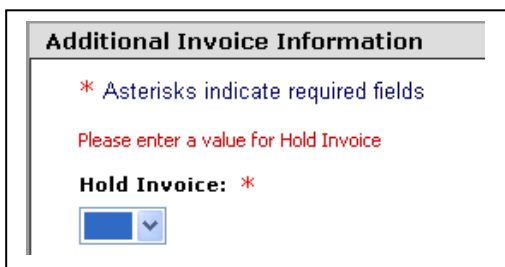 Additional Invoice Information
* Asterisks indicate required fields
Please enter a value for Hold Invoice
Hold Invoice: *